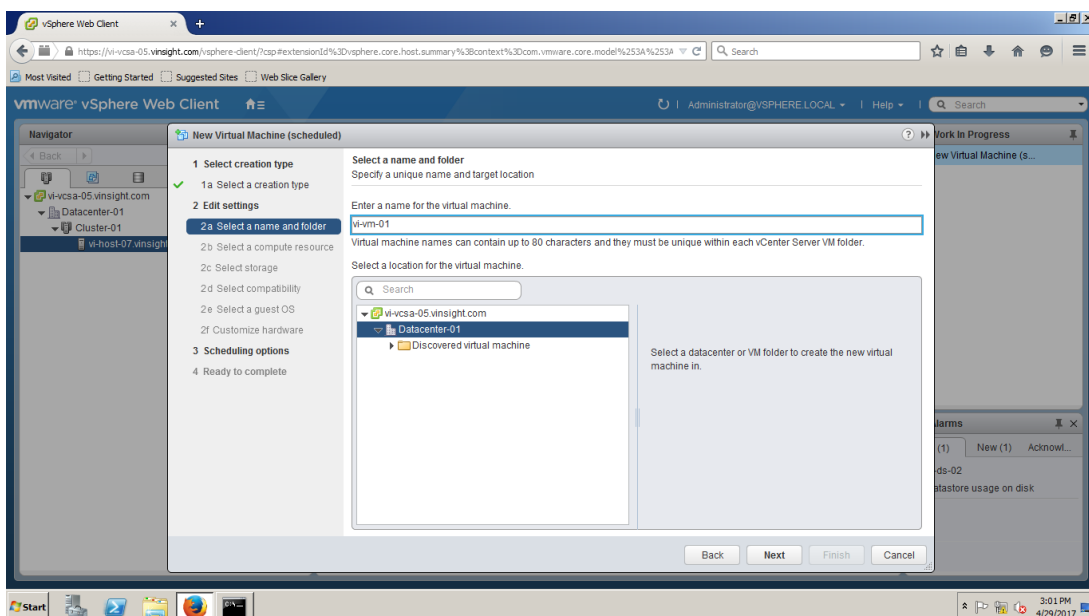 vSphere Web Client
https://vi-vcsa-05.vinsight.com/vsphere-client/?csp#extensionId%3Dvsphere.core.host.summary%3Bcontext%3Dcom.vmware.core.model%253A%253A
Search
Most Visited Getting Started Suggested Sites Web Slice Gallery
vmware® vSphere Web Client
Administrator@VSPHERE.LOCAL
Help
Search
Navigator
Back
vi-vcsa-05.vinsight.com
Datacenter-01
Cluster-01
vi-host-07.vinsight
New Virtual Machine (scheduled)
1 Select creation type
1a Select a creation type
2 Edit settings
2a Select a name and folder
2b Select a compute resource
2c Select storage
2d Select compatibility
2e Select a guest OS
2f Customize hardware
3 Scheduling options
4 Ready to complete
Select a name and folder
Specify a unique name and target location
Enter a name for the virtual machine.
vi-vm-01
Virtual machine names can contain up to 80 characters and they must be unique within each vCenter Server VM folder.
Select a location for the virtual machine.
Search
vi-vcsa-05.vinsight.com
Datacenter-01
Discovered virtual machine
Select a datacenter or VM folder to create the new virtual
machine in.
Back Next Finish Cancel
Work In Progress
ew Virtual Machine (s...
larms
(1) New (1) Acknowl...
-ds-02
atastore usage on disk
Start
3:01 PM
4/29/2017